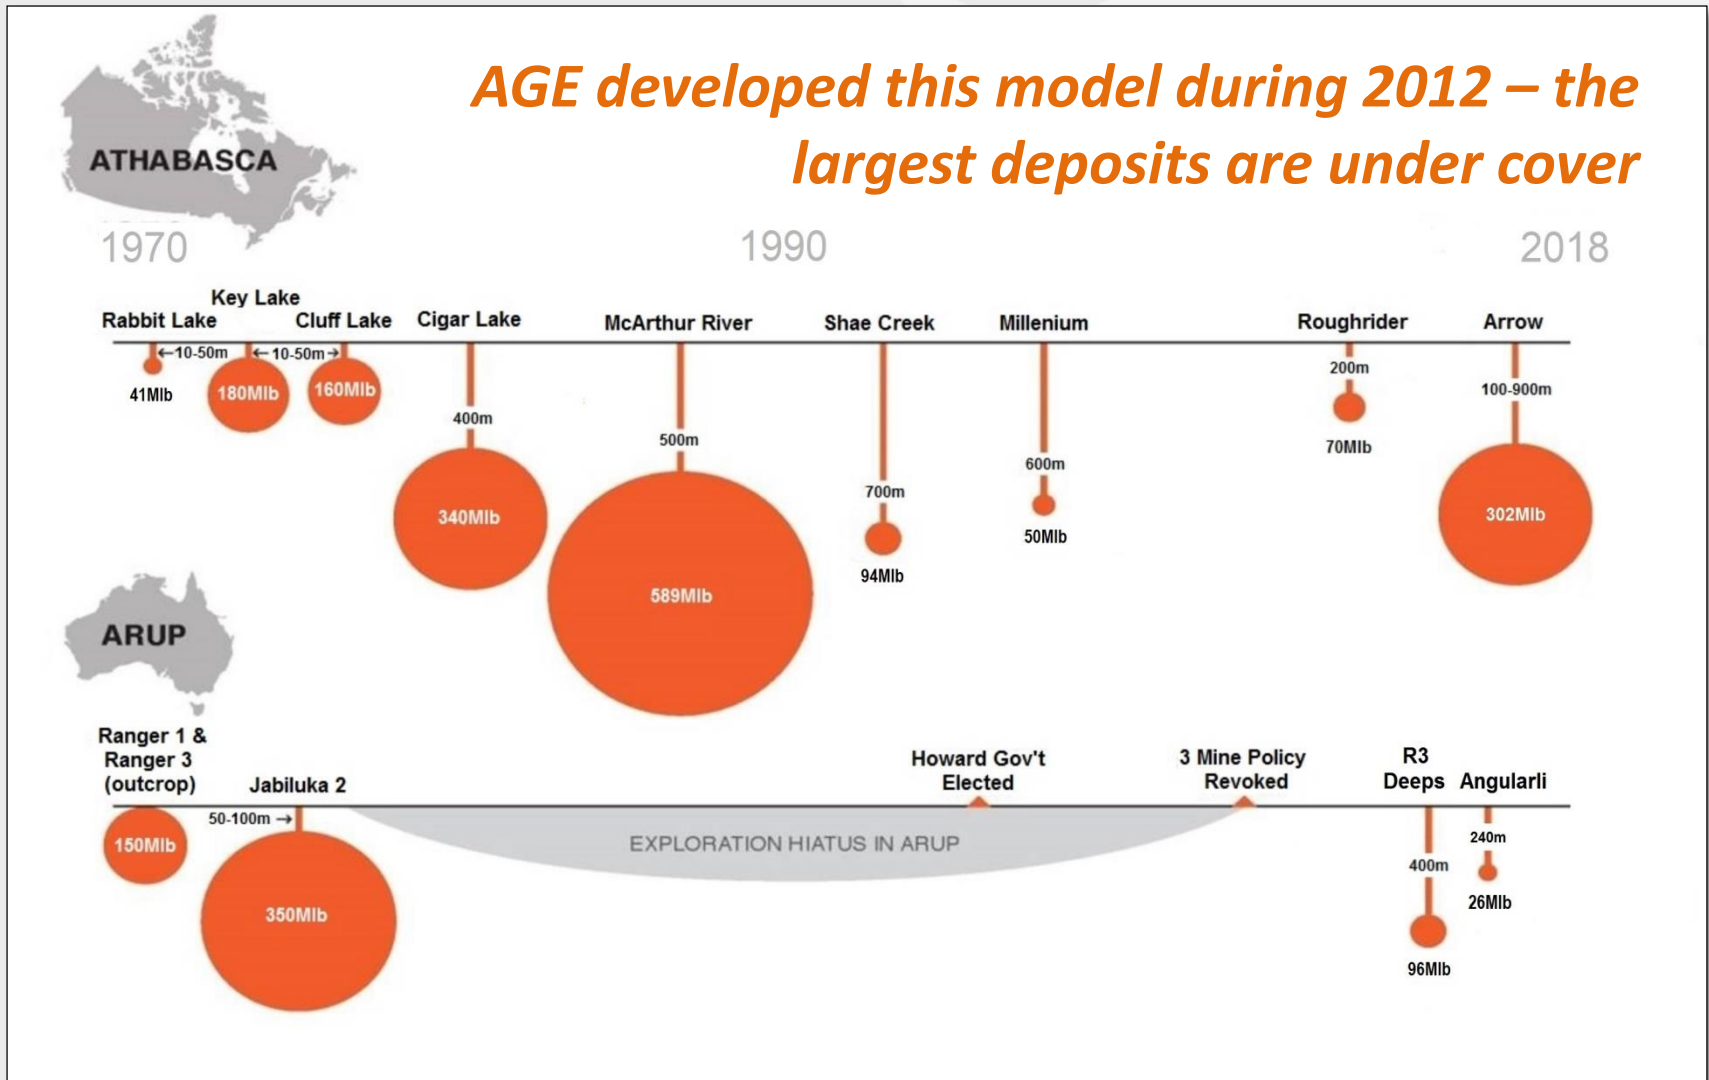 AGE developed this model during 2012 – the
largest deposits are under cover
ATHABASCA
1970
1990
2018
Key Lake
Rabbit Lake
Cluff Lake
Cigar Lake
McArthur River
Shae Creek
Millenium
Roughrider
Arrow
←10-50m
←10-50m→
41Mlb
180Mlb
160Mlb
400m
340Mlb
500m
589Mlb
700m
94Mlb
600m
50Mlb
200m
70Mlb
100-900m
302Mlb
ARUP
Ranger 1 &
Ranger 3
(outcrop)
Jabiluka 2
Howard Gov't
Elected
3 Mine Policy
Revoked
R3
Deeps
Angularli
150Mlb
50-100m →
350Mlb
EXPLORATION HIATUS IN ARUP
400m
96Mlb
240m
26Mlb